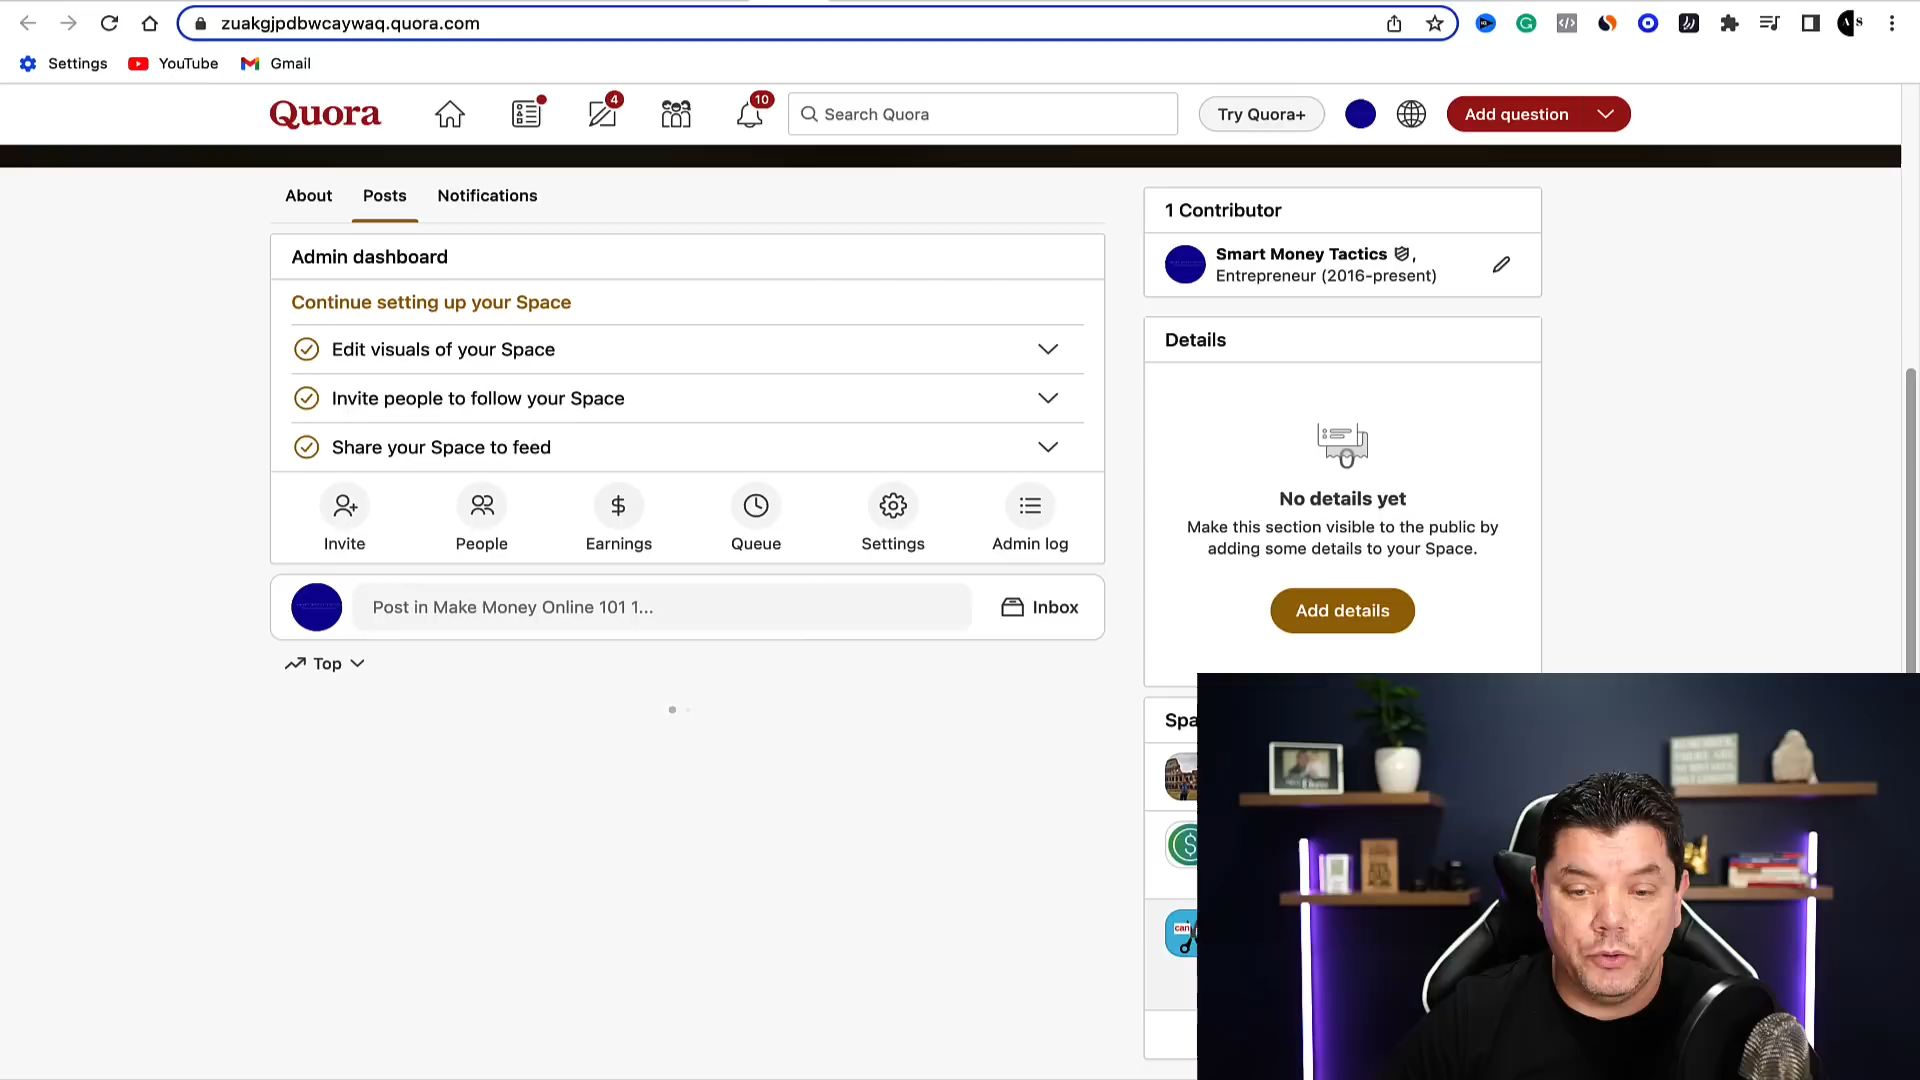 zuakgjpdbwcaywaq.quora.com
Settings YouTube Gmail
Quora
4
10
Search Quora
Try Quora+
Add question
About Posts Notifications
Admin dashboard
Continue setting up your Space
Edit visuals of your Space
Invite people to follow your Space
Share your Space to feed
Invite People Earnings Queue Settings Admin log
Post in Make Money Online 101 1...
Inbox
Top
1 Contributor
Smart Money Tactics ,
Entrepreneur (2016-present)
Details
No details yet
Make this section visible to the public by
adding some details to your Space.
Add details
Spa
can